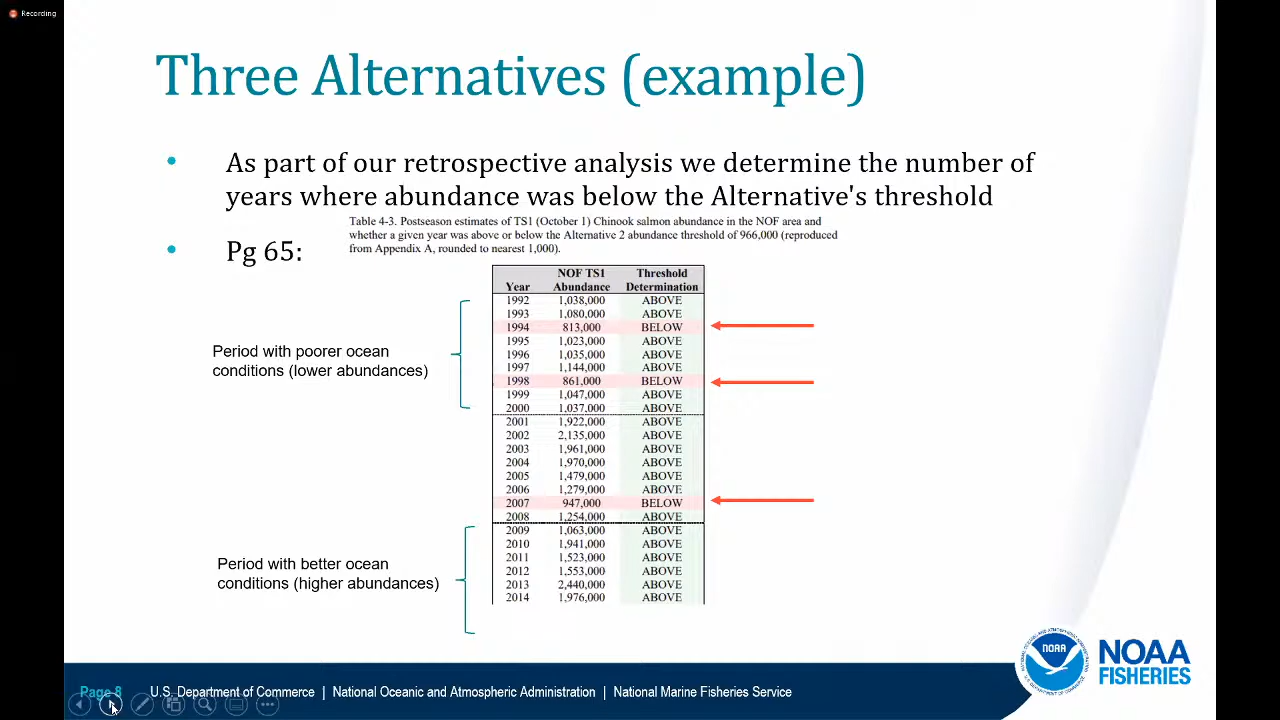 Recording
Three Alternatives (example)
• As part of our retrospective analysis we determine the number of
years where abundance was below the Alternative's threshold
• Pg 65:
Table 4-3. Postseason estimates of TS1 (October 1) Chinook salmon abundance in the NOF area and
whether a given year was above or below the Alternative 2 abundance threshold of 966,000 (reproduced
from Appendix A, rounded to nearest 1,000).
NOF TS1 Threshold
Year Abundance Determination
1992 1,038,000 ABOVE
1993 1,080,000 ABOVE
1994 813,000 BELOW
1995 1,023,000 ABOVE
1996 1,035,000 ABOVE
1997 1,144,000 ABOVE
1998 861,000 BELOW
1999 1,047,000 ABOVE
2000 1,037,000 ABOVE
2001 1,922,000 ABOVE
2002 2,135,000 ABOVE
2003 1,961,000 ABOVE
2004 1,970,000 ABOVE
2005 1,479,000 ABOVE
2006 1,279,000 ABOVE
2007 947,000 BELOW
2008 1,254,000 ABOVE
2009 1,063,000 ABOVE
2010 1,941,000 ABOVE
2011 1,523,000 ABOVE
2012 1,553,000 ABOVE
2013 2,440,000 ABOVE
2014 1,976,000 ABOVE
Period with poorer ocean
conditions (lower abundances)
Period with better ocean
conditions (higher abundances)
NOAA
NOAA
FISHERIES
Page 8 U.S. Department of Commerce | National Oceanic and Atmospheric Administration | National Marine Fisheries Service